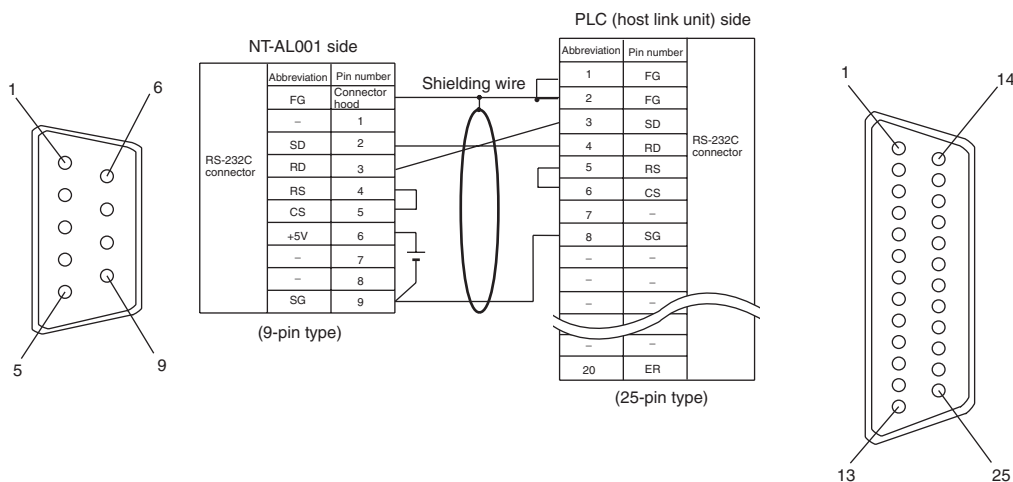 PLC (host link unit) side
NT-AL001 side
Abbreviation Pin number
FG Connector hood
– 1
SD 2
RD 3
RS 4
CS 5
+5V 6
– 7
– 8
SG 9
RS-232C connector
(9-pin type)
Shielding wire
Abbreviation Pin number
1 FG
2 FG
3 SD
4 RD
5 RS
6 CS
7 –
8 SG
– –
– –
– –
– –
20 ER
RS-232C connector
(25-pin type)
1
6
5
9
1
14
13
25